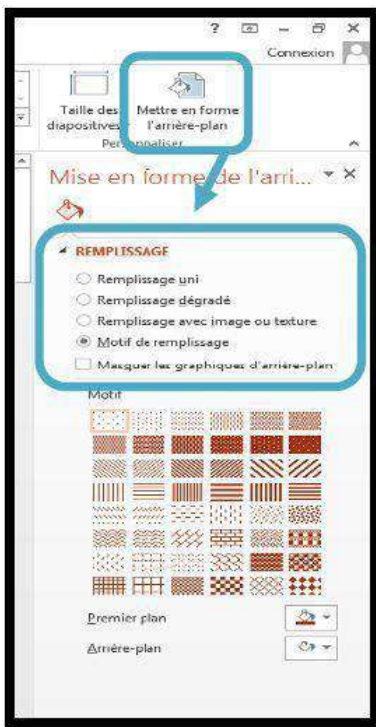 ?
Connexion
Taille des Mettre en forme
diapositives l'arrière-plan
Personnaliser
Mise en forme de l'arri...
REMPLISSAGE
Remplissage uni
Remplissage dégradé
Remplissage avec image ou texture
Motif de remplissage
Masquer les graphiques d'arrière-plan
Motif
Premier plan
Arrière-plan